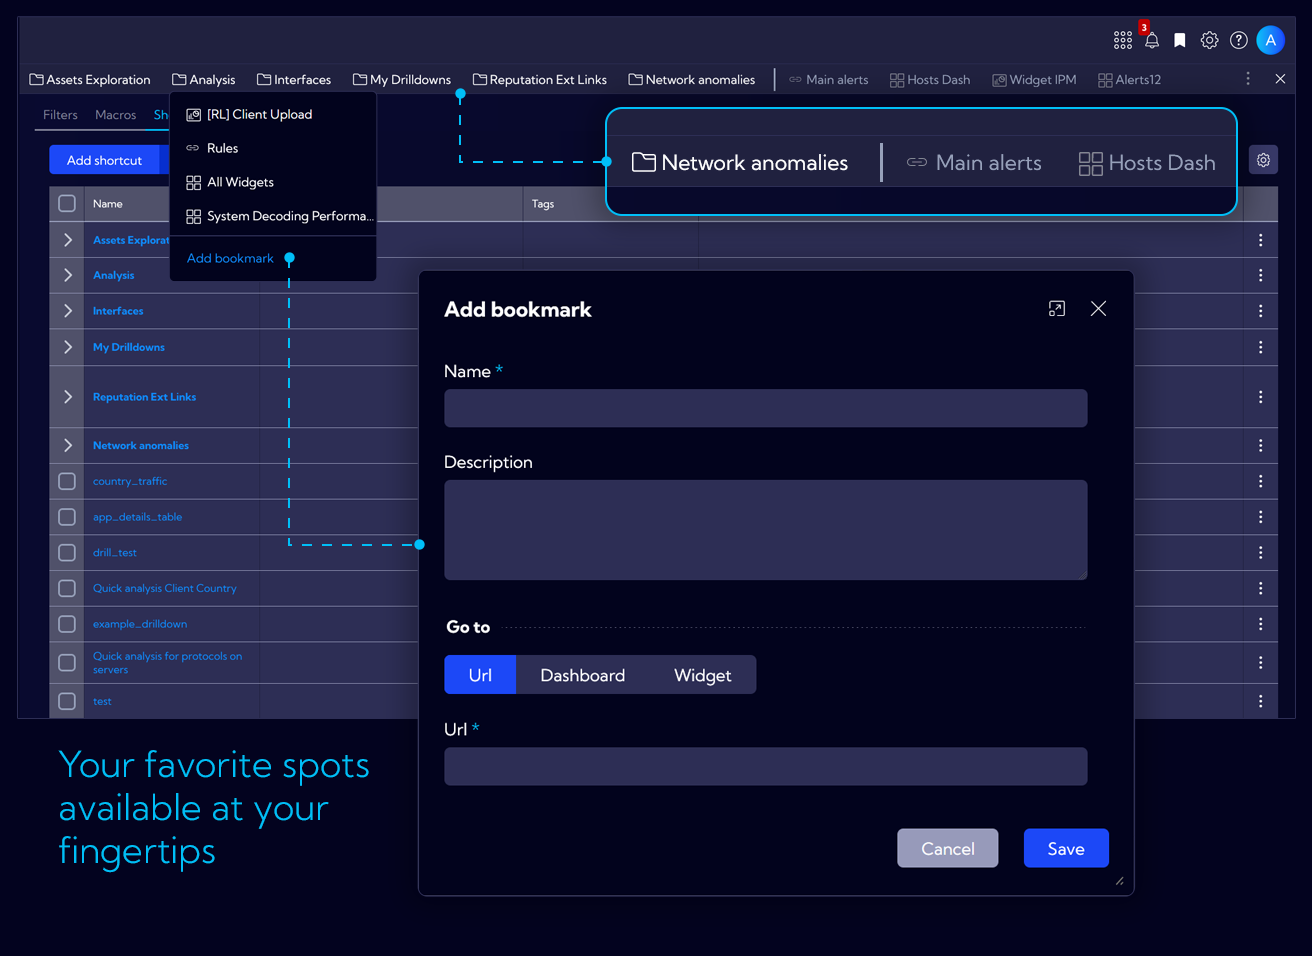 3
A
Assets Exploration
Analysis
Interfaces
My Drilldowns
Reputation Ext Links
Network anomalies
Main alerts
Hosts Dash
Widget IPM
Alerts12
Filters
Macros
Sh
[RL] Client Upload
Rules
All Widgets
System Decoding Performa...
Add bookmark
Network anomalies
Main alerts
Hosts Dash
Add shortcut
Name
Tags
Assets Explorat
Analysis
Interfaces
My Drilldowns
Reputation Ext Links
Network anomalies
country_traffic
app_details_table
drill_test
Quick analysis Client Country
example_drilldown
Quick analysis for protocols on
servers
test
Add bookmark
Name *
Description
Go to
Url
Dashboard
Widget
Url *
Cancel
Save
Your favorite spots
available at your
fingertips